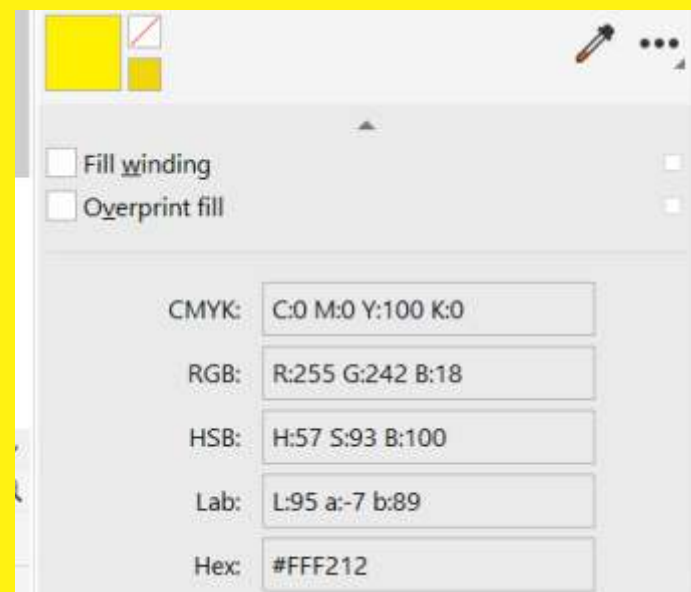 Fill winding
Overprint fill
CMYK: C:0 M:0 Y:100 K:0
RGB: R:255 G:242 B:18
HSB: H:57 S:93 B:100
Lab: L:95 a:-7 b:89
Hex: #FFF212